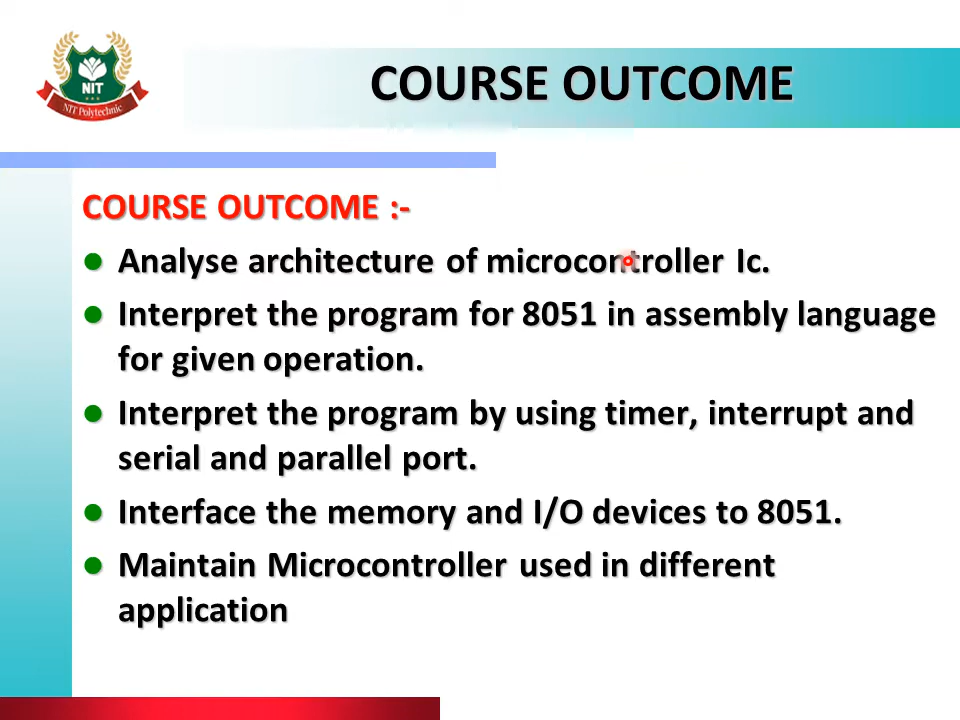 NIT
NIT Polytechnic
COURSE OUTCOME
COURSE OUTCOME :-
Analyse architecture of microcontroller Ic.
Interpret the program for 8051 in assembly language
for given operation.
Interpret the program by using timer, interrupt and
serial and parallel port.
Interface the memory and I/O devices to 8051.
Maintain Microcontroller used in different
application